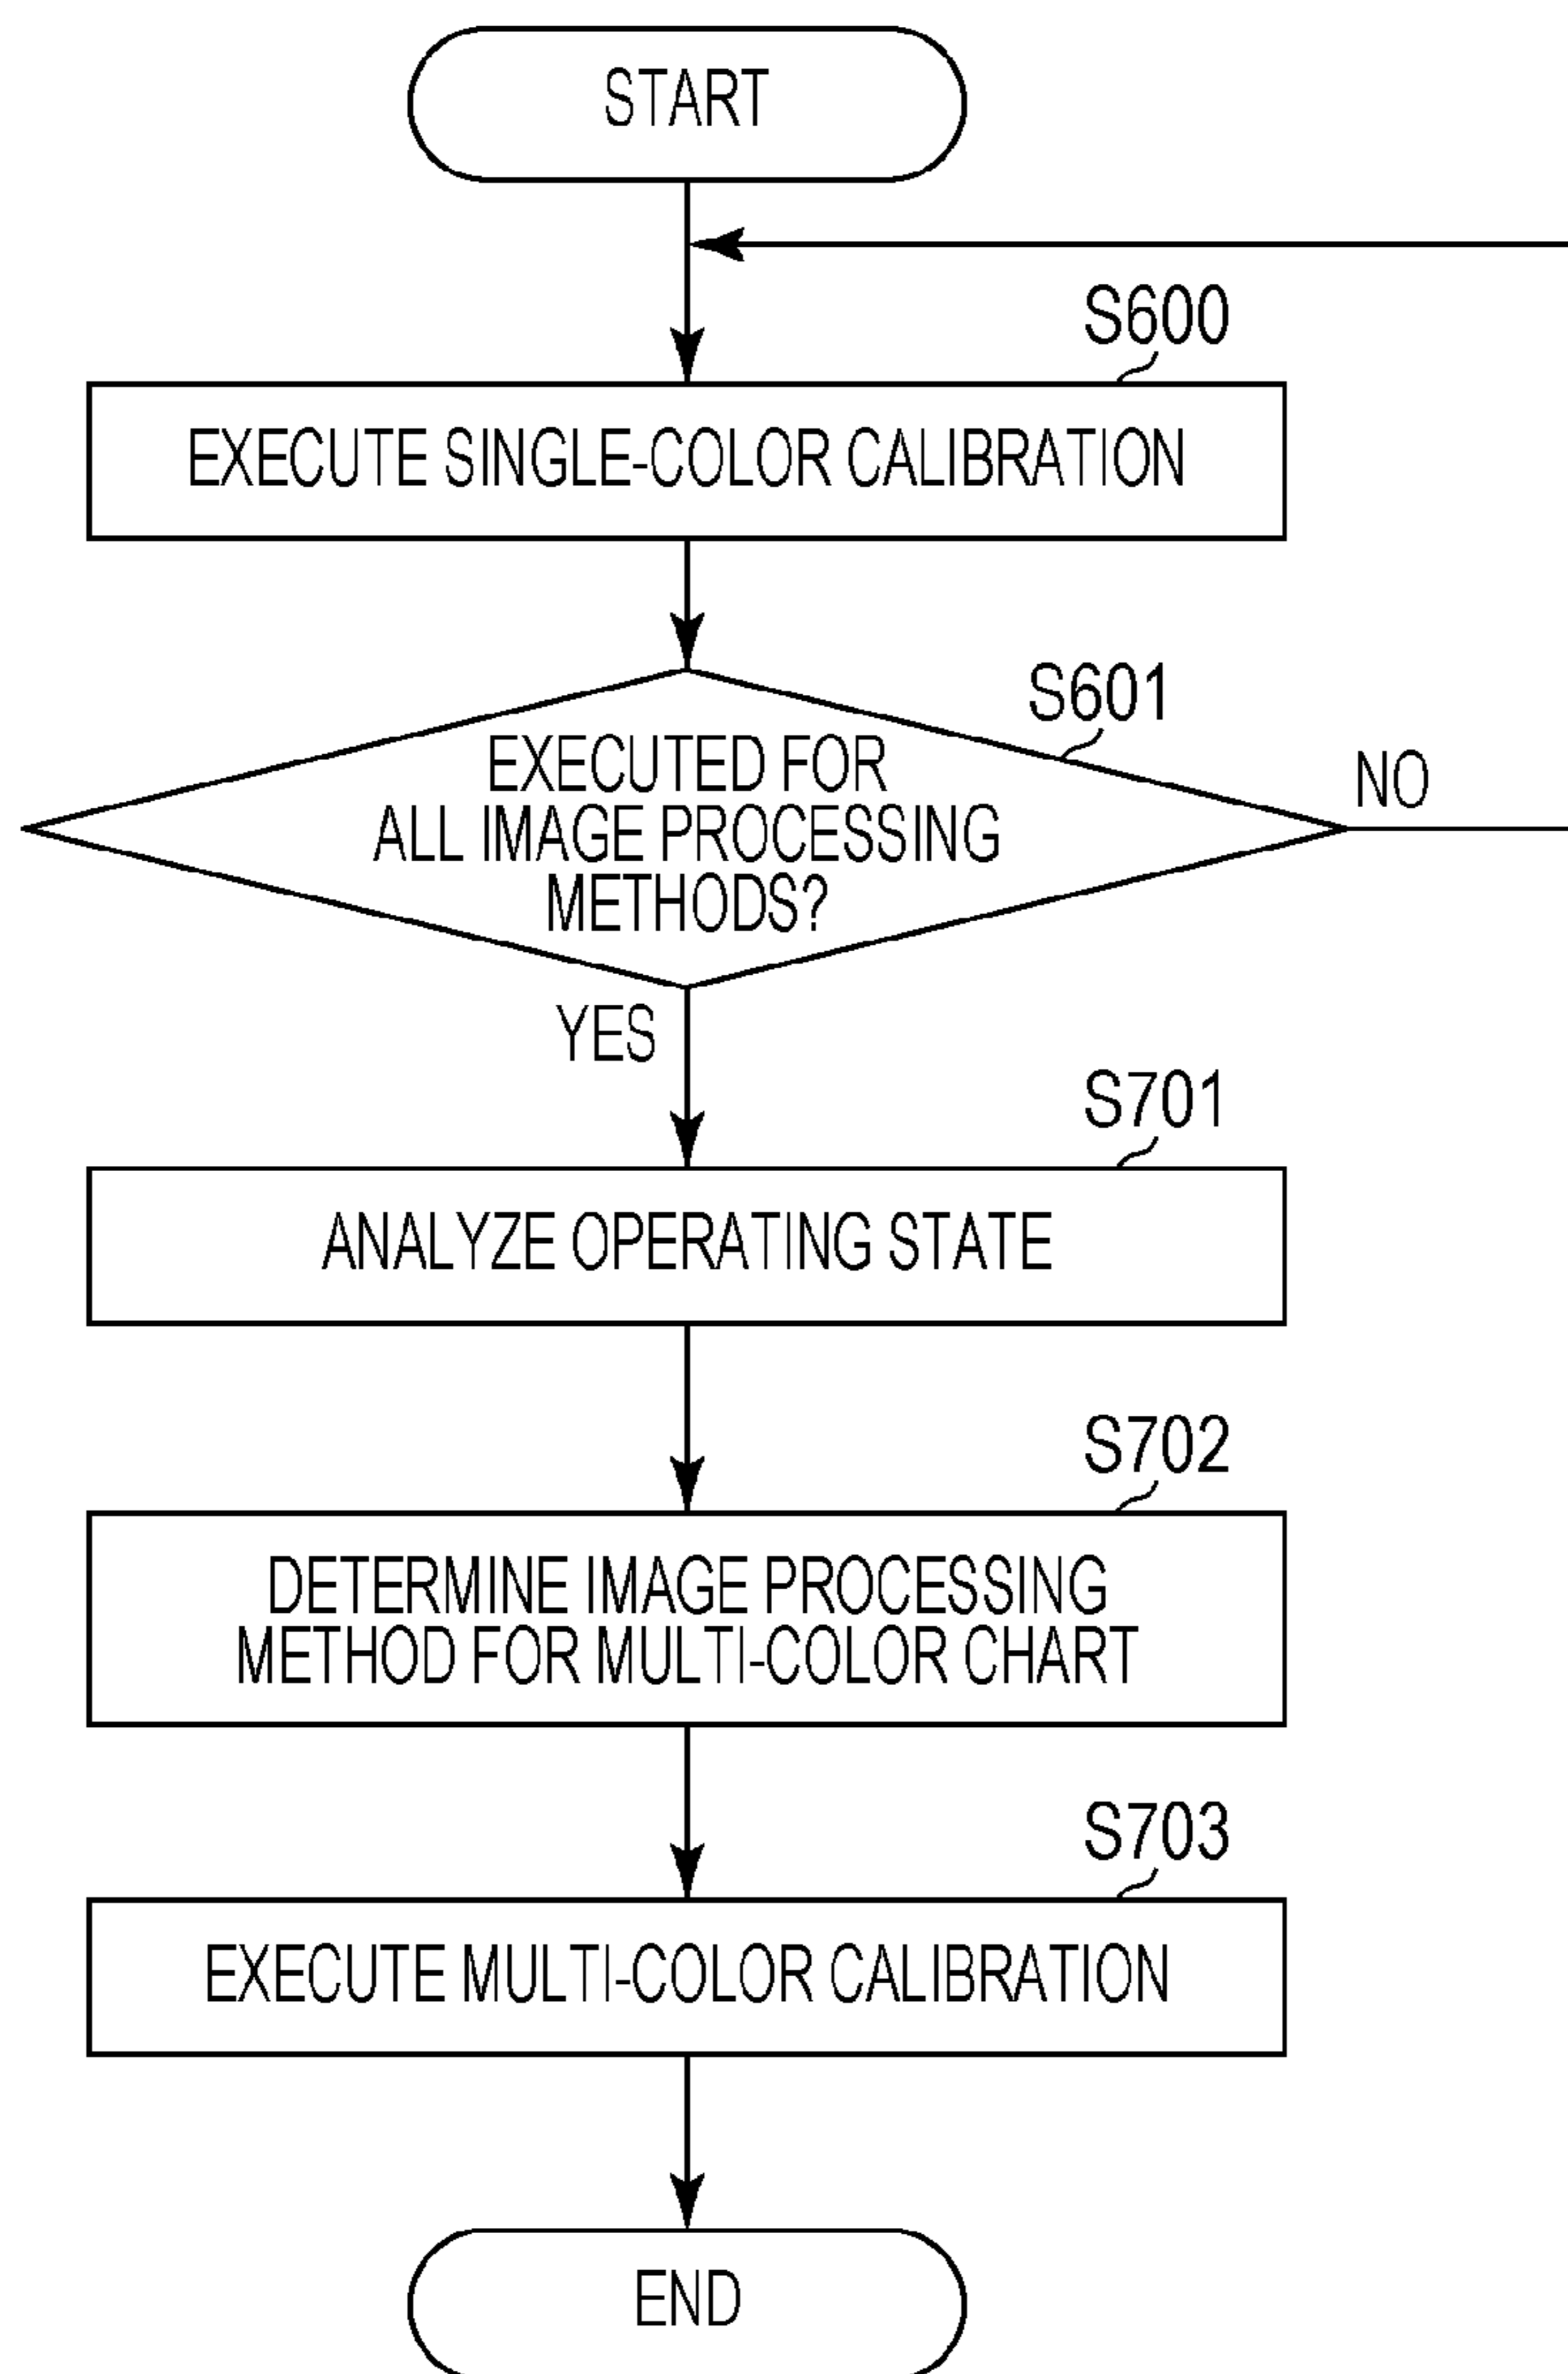 START
S600
EXECUTE SINGLE-COLOR CALIBRATION
S601
EXECUTED FOR
ALL IMAGE PROCESSING
METHODS?
NO
YES
S701
ANALYZE OPERATING STATE
S702
DETERMINE IMAGE PROCESSING
METHOD FOR MULTI-COLOR CHART
S703
EXECUTE MULTI-COLOR CALIBRATION
END